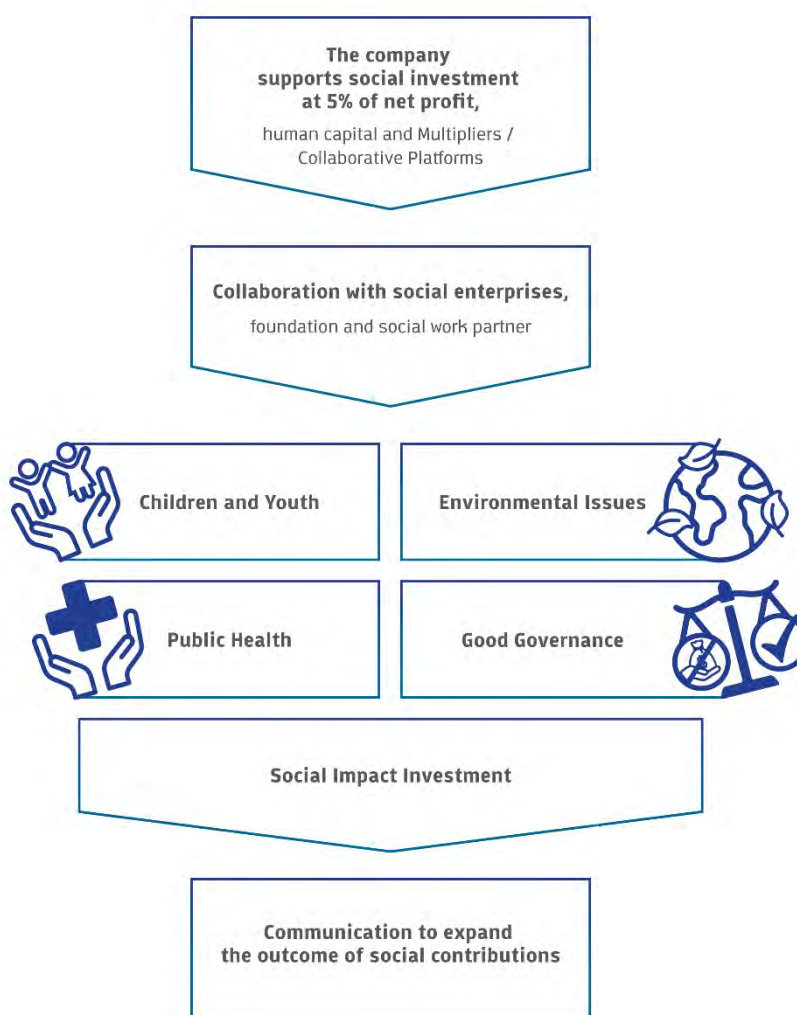 The company
supports social investment
at 5% of net profit,
human capital and Multipliers /
Collaborative Platforms
Collaboration with social enterprises,
foundation and social work partner
Children and Youth
Environmental Issues
Public Health
Good Governance
Social Impact Investment
Communication to expand
the outcome of social contributions